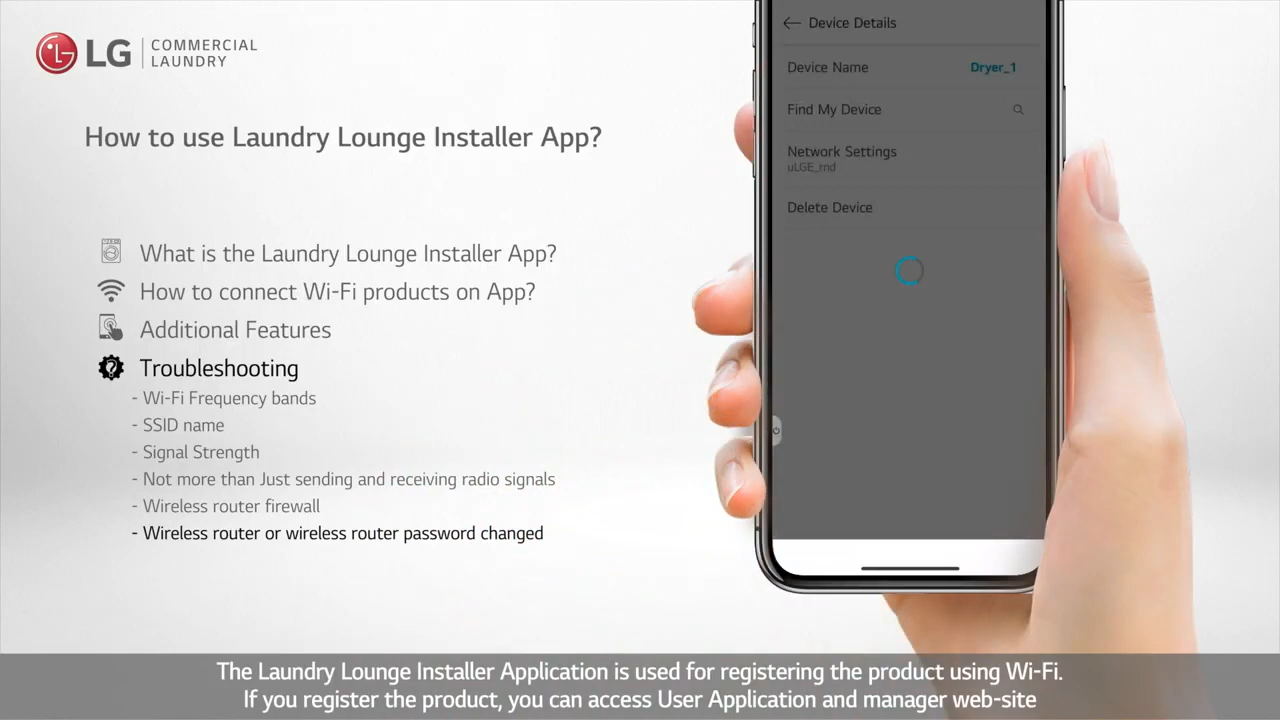 LG COMMERCIAL
LAUNDRY
How to use Laundry Lounge Installer App?
What is the Laundry Lounge Installer App?
How to connect Wi-Fi products on App?
Additional Features
Troubleshooting
- Wi-Fi Frequency bands
- SSID name
- Signal Strength
- Not more than Just sending and receiving radio signals
- Wireless router firewall
- Wireless router or wireless router password changed
Device Details
Device Name Dryer_1
Find My Device
Network Settings
uLGE_rnd
Delete Device
The Laundry Lounge Installer Application is used for registering the product using Wi-Fi.
If you register the product, you can access User Application and manager web-site